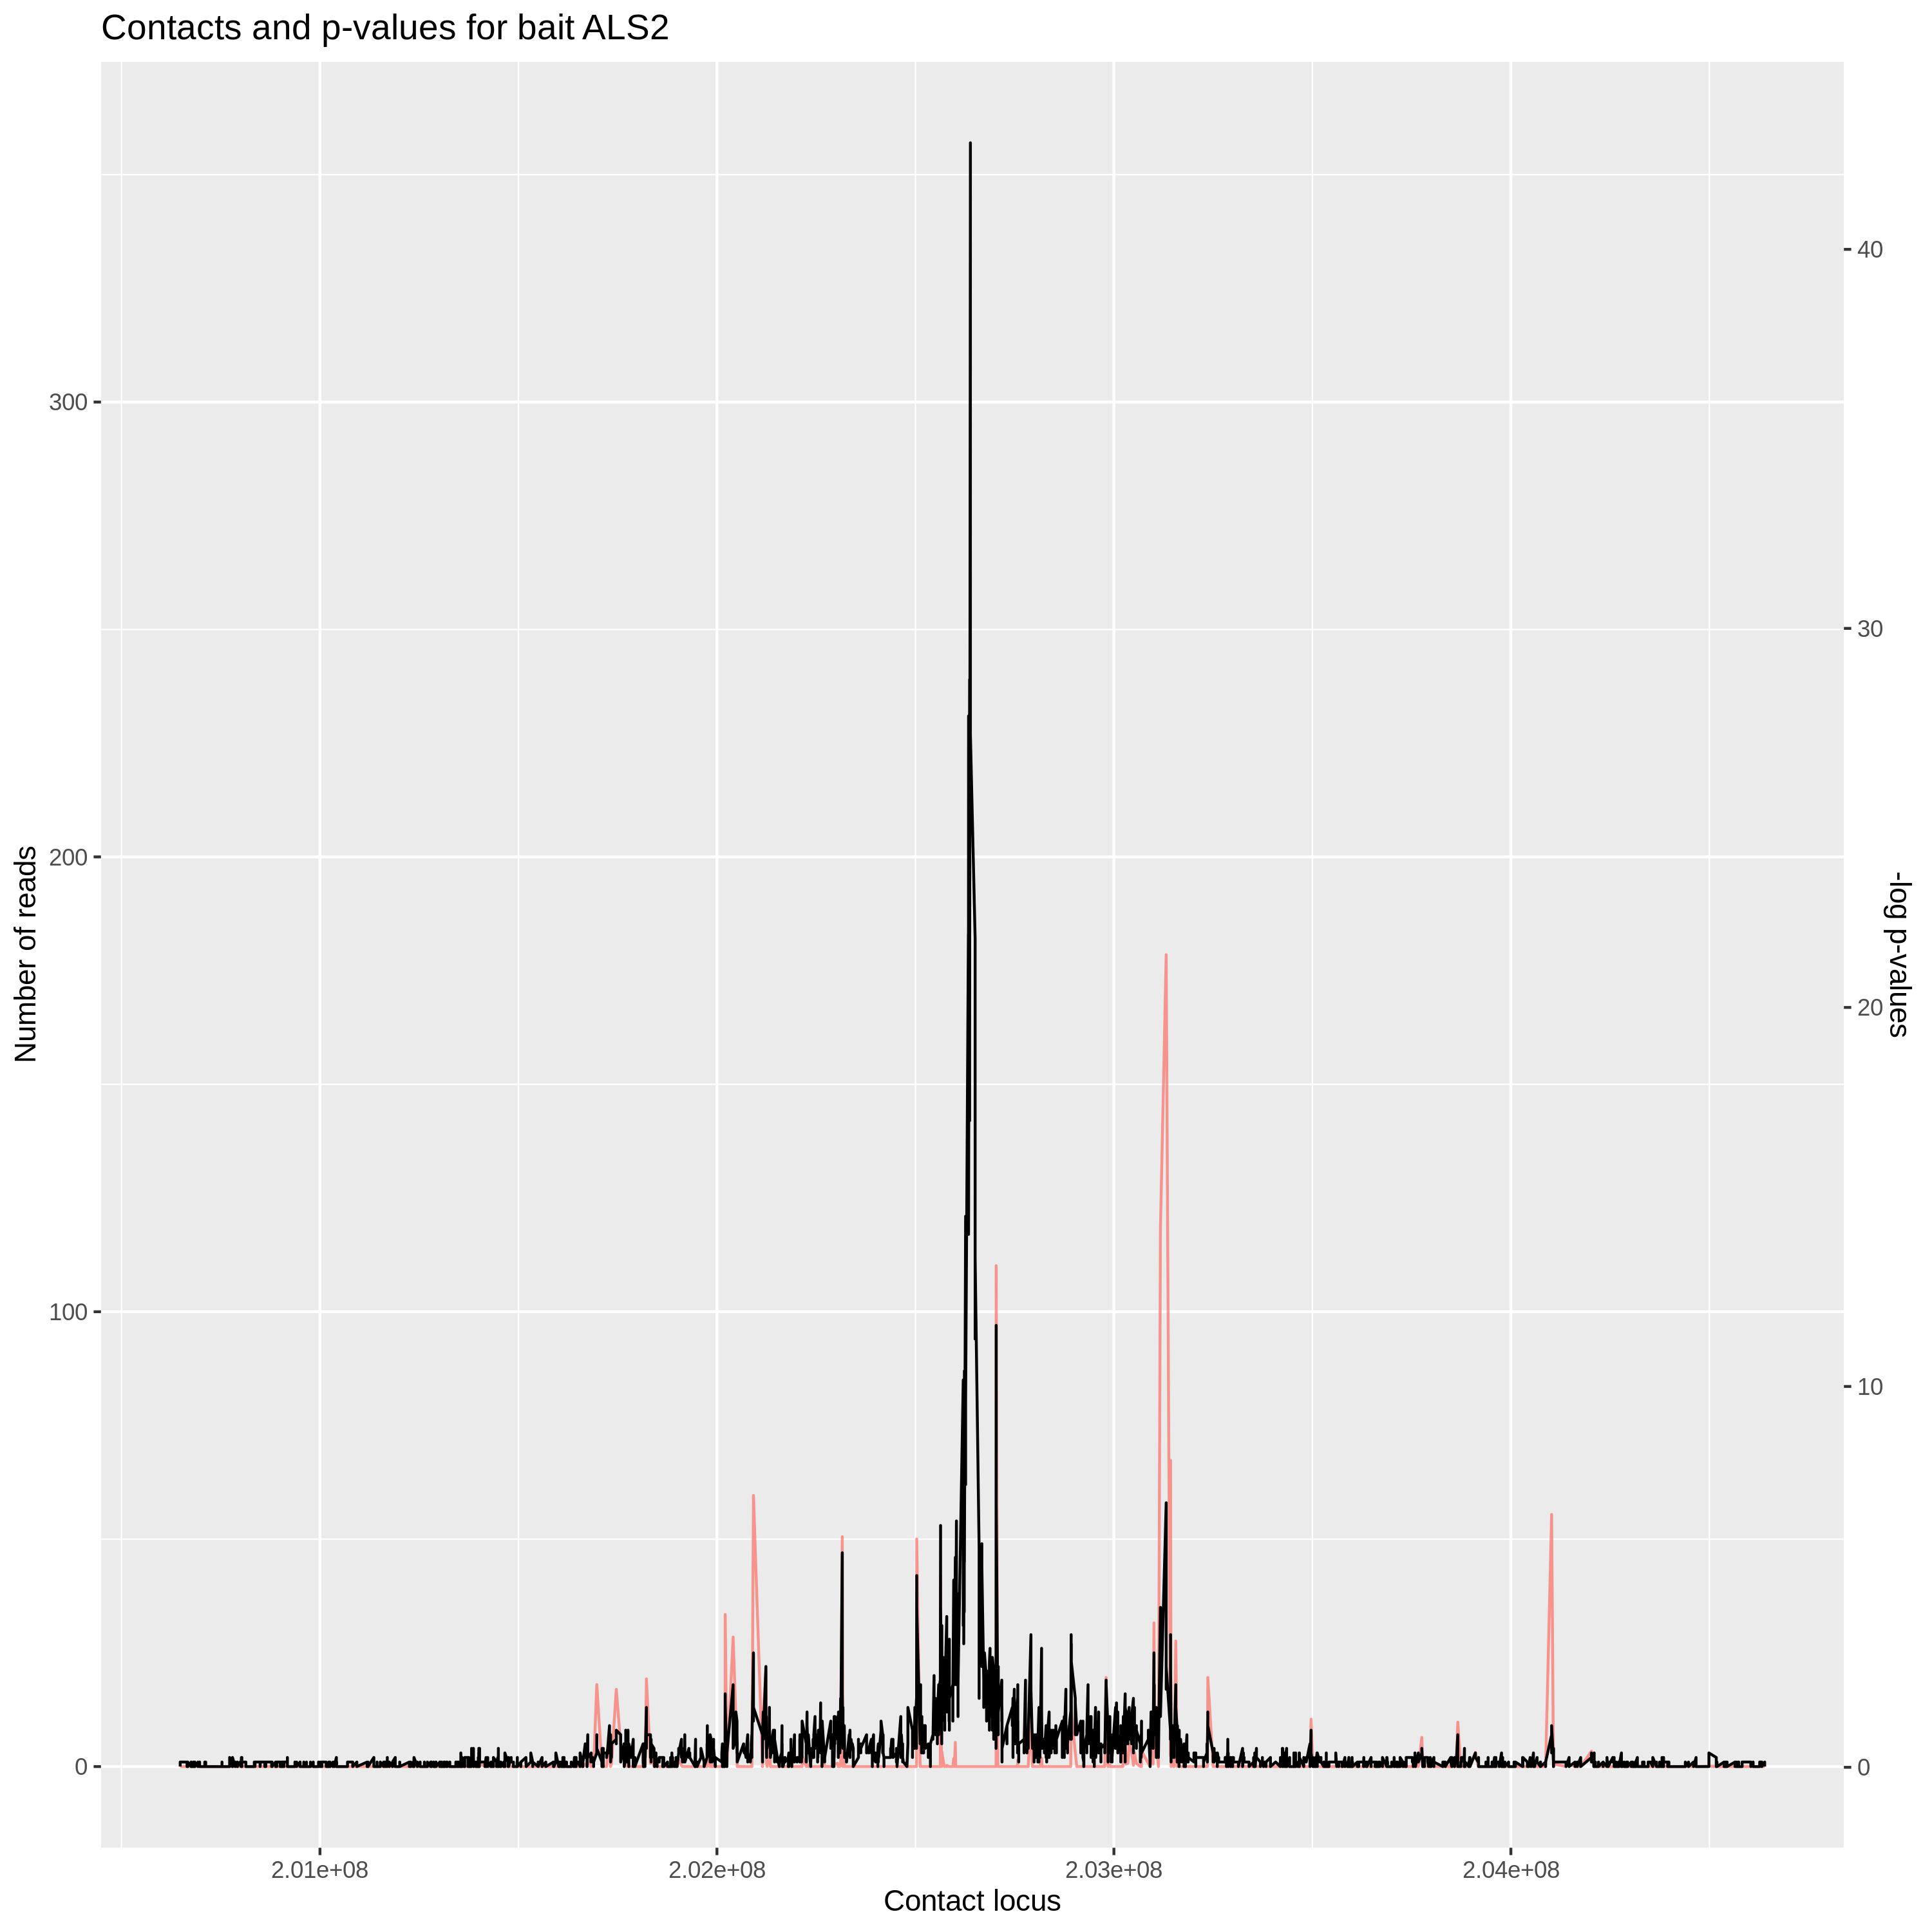 Contacts and p-values for bait ALS2
300
200
100
0
Number of reads
40
30
20
10
0
-log p-values
2.01e+08
2.02e+08
2.03e+08
2.04e+08
Contact locus